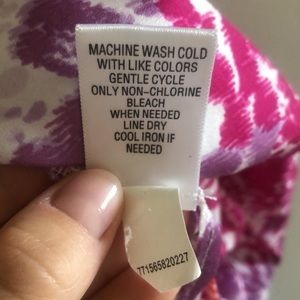 MACHINE WASH COLD
WITH LIKE COLORS
GENTLE CYCLE
ONLY NON-CHLORINE
BLEACH
WHEN NEEDED
LINE DRY
COOL IRON IF
NEEDED
771565820227